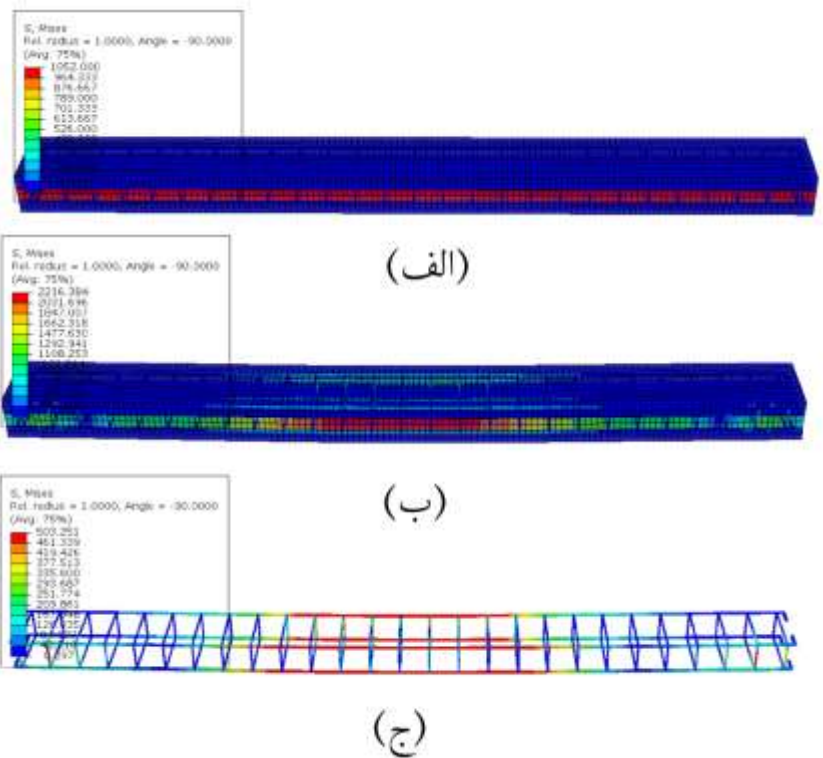 S, Mises
Rel. radius = 1.0000, Angle = -90.0000
(Avg: 75%)
1052.000
964.333
876.667
789.000
701.333
613.667
526.000
(الف)
S, Mises
Rel. radius = 1.0000, Angle = -90.0000
(Avg: 75%)
2216.384
2031.696
1847.007
1662.318
1477.630
1292.941
1108.253
(ب)
S, Mises
Rel. radius = 1.0000, Angle = -90.0000
(Avg: 75%)
503.251
461.339
419.426
377.513
335.600
293.687
251.774
209.861
(ج)